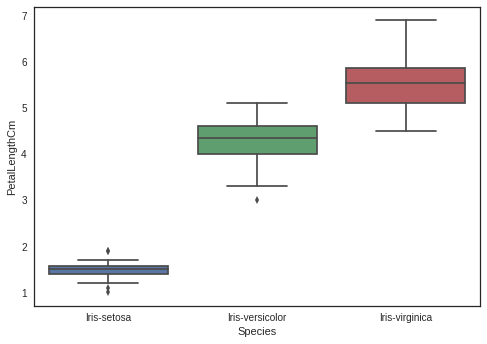 7
6
5
4
3
2
1
PetalLengthCm
Iris-setosa
Iris-versicolor
Iris-virginica
Species